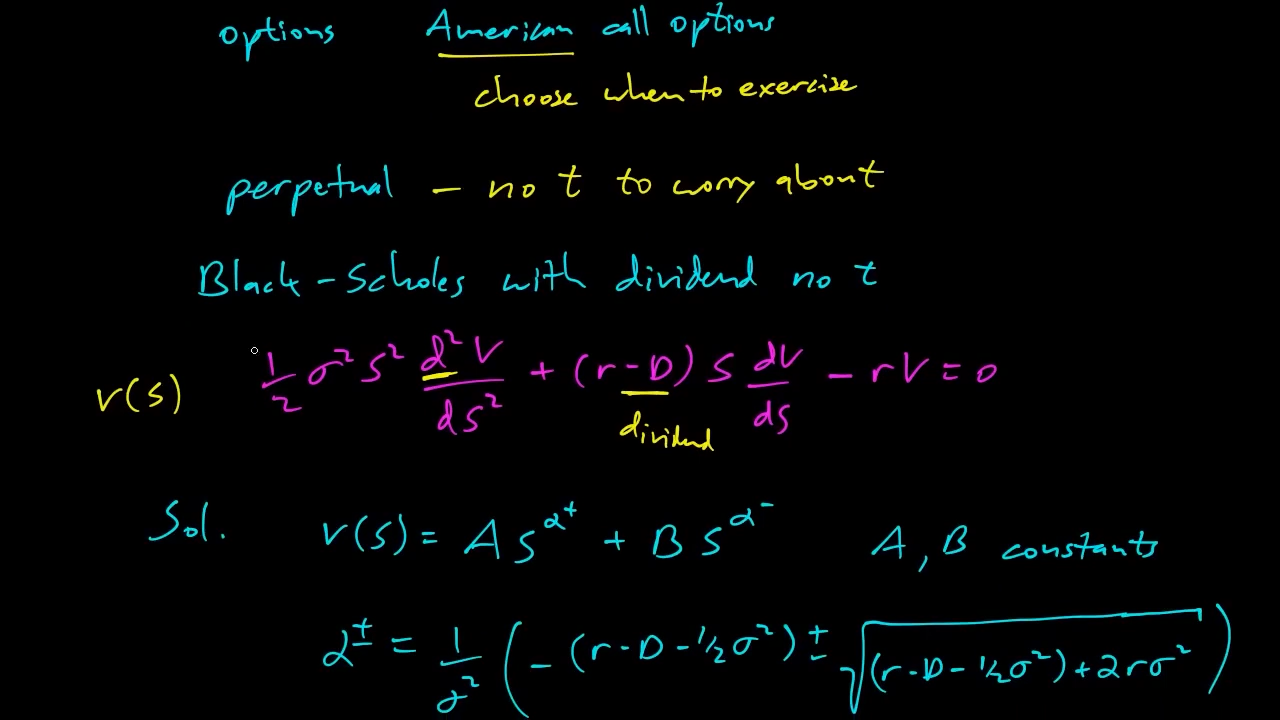 options American call options
choose when to exercise
perpetual – no t to worry about
Black-Scholes with dividend no t
V(S) 1/2 σ² S² d²V/dS² + (r-D) S dV/dS - rV = 0
dividend
Sol. V(S) = A S^α⁺ + B S^α⁻ A, B constants
α^± = 1/σ² ( - (r-D-1/2σ²) ± √((r-D-1/2σ²)+2rσ²) )